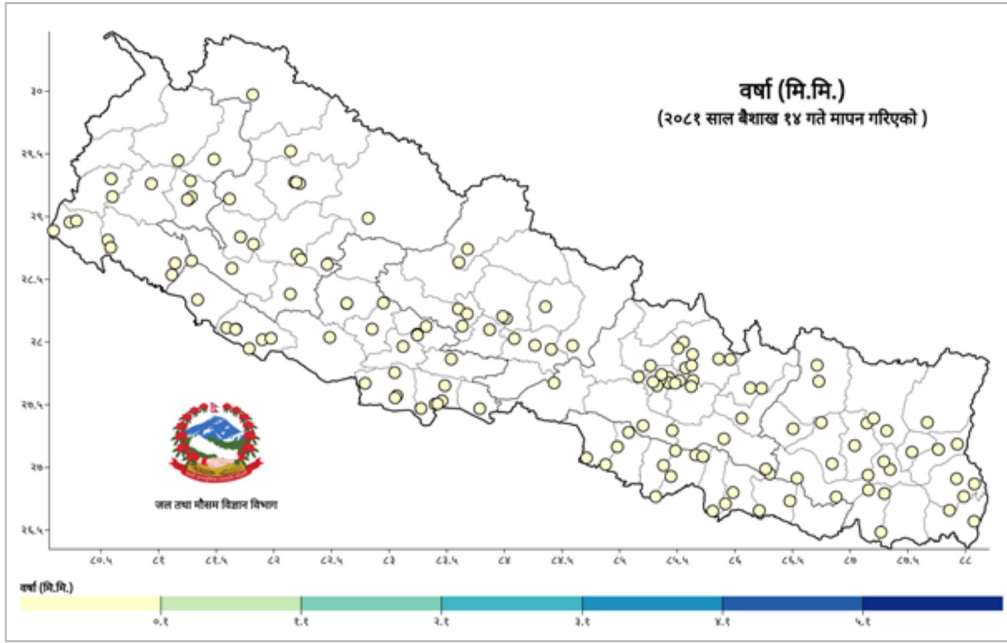 वर्षा (मि.मि.)
(२०८१ साल बैशाख १४ गते मापन गरिएको )
३०
२९.५
२९
२८.५
२८
२७.५
२७
२६.५
जल तथा मौसम विज्ञान विभाग
८०.५ ८१ ८१.५ ८२ ८२.५ ८३ ८३.५ ८४ ८४.५ ८५ ८५.५ ८६ ८६.५ ८७ ८७.५ ८८
वर्षा (मि.मि.)
०.१ १.१ २.१ ३.१ ४.१ ५.१